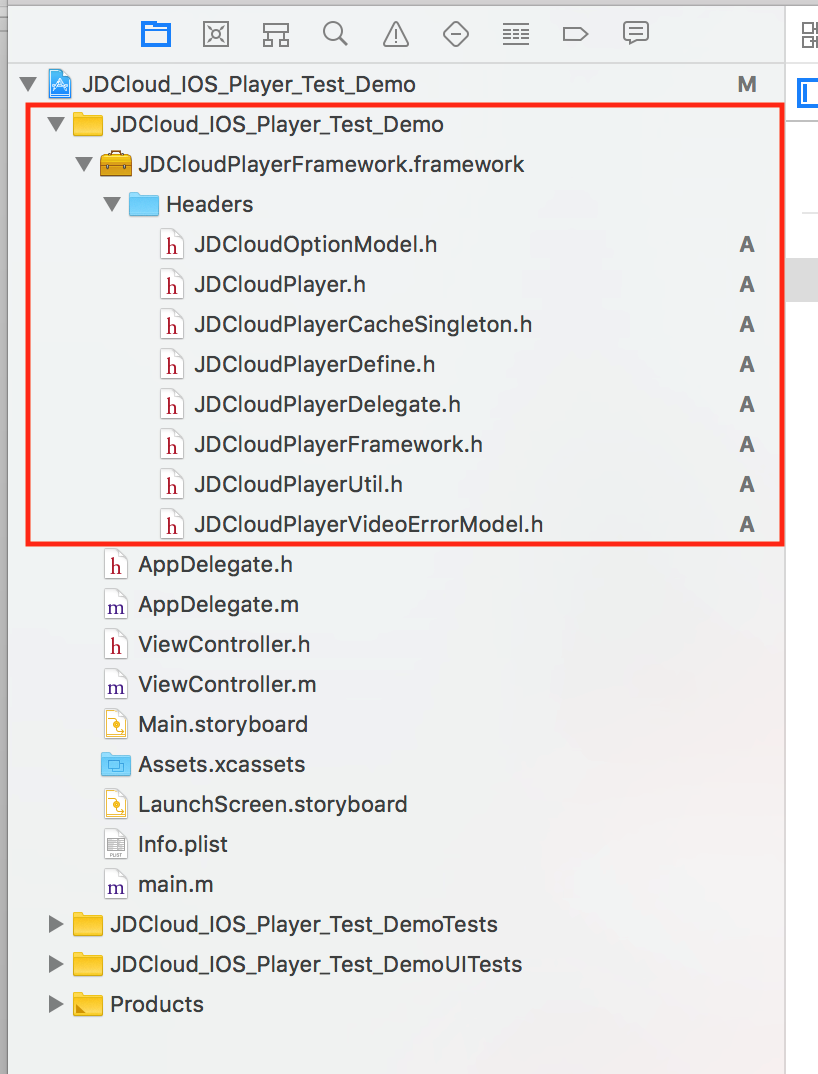 JDCloud_IOS_Player_Test_Demo M
JDCloud_IOS_Player_Test_Demo
JDCloudPlayerFramework.framework
Headers
h JDCloudOptionModel.h A
h JDCloudPlayer.h A
h JDCloudPlayerCacheSingleton.h A
h JDCloudPlayerDefine.h A
h JDCloudPlayerDelegate.h A
h JDCloudPlayerFramework.h A
h JDCloudPlayerUtil.h A
h JDCloudPlayerVideoErrorModel.h A
h AppDelegate.h
m AppDelegate.m
h ViewController.h
m ViewController.m
Main.storyboard
Assets.xcassets
LaunchScreen.storyboard
PLIST Info.plist
m main.m
JDCloud_IOS_Player_Test_DemoTests
JDCloud_IOS_Player_Test_DemoUITests
Products